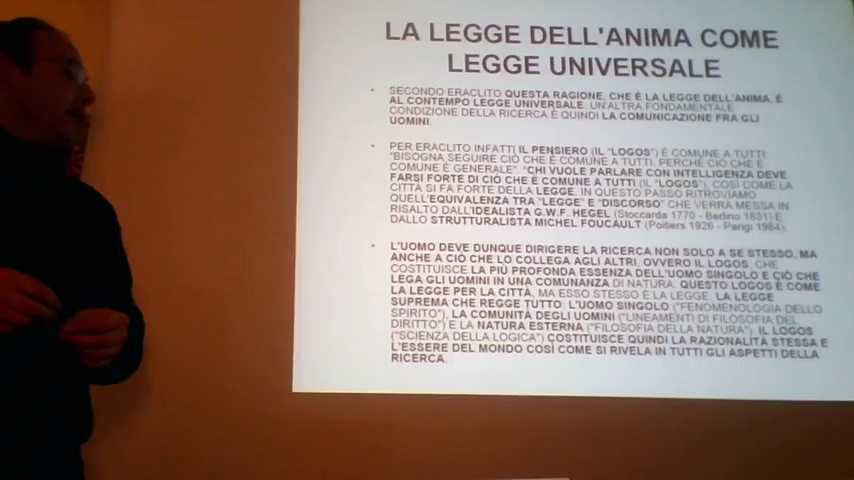 LA LEGGE DELL'ANIMA COME
LEGGE UNIVERSALE
• SECONDO ERACLITO QUESTA RAGIONE, CHE È LA LEGGE DELL'ANIMA, È
AL CONTEMPO LEGGE UNIVERSALE. UN'ALTRA FONDAMENTALE
CONDIZIONE DELLA RICERCA È QUINDI LA COMUNICAZIONE FRA GLI
UOMINI.
• PER ERACLITO INFATTI IL PENSIERO (IL "LOGOS") È COMUNE A TUTTI:
"BISOGNA SEGUIRE CIÒ CHE È COMUNE A TUTTI, PERCHÉ CIÒ CHE È
COMUNE È GENERALE" "CHI VUOLE PARLARE CON INTELLIGENZA DEVE
FARSI FORTE DI CIÒ CHE È COMUNE A TUTTI (IL "LOGOS"), COSÌ COME LA
CITTÀ SI FA FORTE DELLA LEGGE. IN QUESTO PASSO RITROVIAMO
QUELL'EQUIVALENZA TRA "LEGGE" E "DISCORSO" CHE VERRÀ MESSA IN
RISALTO DALL'IDEALISTA G.W.F. HEGEL (Stoccarda 1770 - Berlino 1831) E
DALLO STRUTTURALISTA MICHEL FOUCAULT (Poitiers 1926 - Parigi 1984).
• L'UOMO DEVE DUNQUE DIRIGERE LA RICERCA NON SOLO A SE STESSO, MA
ANCHE A CIÒ CHE LO COLLEGA AGLI ALTRI, OVVERO IL LOGOS, CHE
COSTITUISCE LA PIÙ PROFONDA ESSENZA DELL'UOMO SINGOLO E CIÒ CHE
LEGA GLI UOMINI IN UNA COMUNANZA DI NATURA. QUESTO LOGOS È COME
LA LEGGE PER LA CITTÀ, MA ESSO STESSO È LA LEGGE, LA LEGGE
SUPREMA CHE REGGE TUTTO: L'UOMO SINGOLO ("FENOMENOLOGIA DELLO
SPIRITO"), LA COMUNITÀ DEGLI UOMINI ("LINEAMENTI DI FILOSOFIA DEL
DIRITTO") E LA NATURA ESTERNA ("FILOSOFIA DELLA NATURA"). IL LOGOS
("SCIENZA DELLA LOGICA") COSTITUISCE QUINDI LA RAZIONALITÀ STESSA E
L'ESSERE DEL MONDO COSÌ COME SI RIVELA IN TUTTI GLI ASPETTI DELLA
RICERCA.